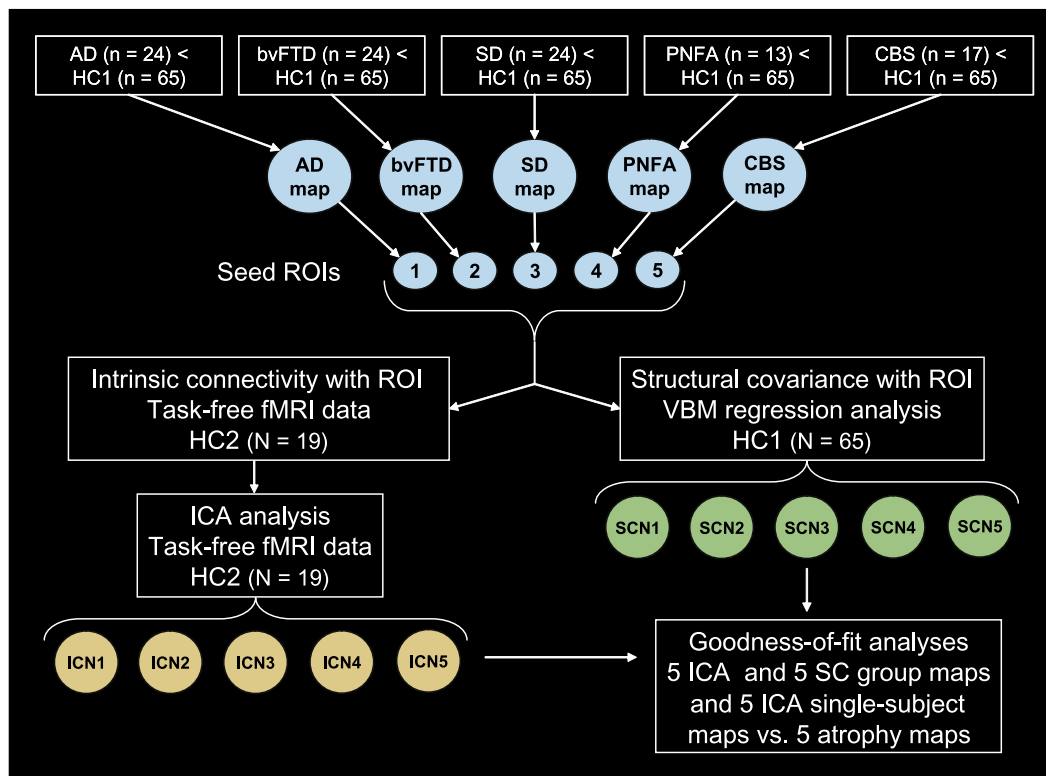 AD (n = 24) <
HC1 (n = 65)
bvFTD (n = 24) <
HC1 (n = 65)
SD (n = 24) <
HC1 (n = 65)
PNFA (n = 13) <
HC1 (n = 65)
CBS (n = 17) <
HC1 (n = 65)
AD
map
bvFTD
map
SD
map
PNFA
map
CBS
map
Seed ROIs
1
2
3
4
5
Intrinsic connectivity with ROI
Task-free fMRI data
HC2 (N = 19)
Structural covariance with ROI
VBM regression analysis
HC1 (N = 65)
ICA analysis
Task-free fMRI data
HC2 (N = 19)
SCN1
SCN2
SCN3
SCN4
SCN5
ICN1
ICN2
ICN3
ICN4
ICN5
Goodness-of-fit analyses
5 ICA and 5 SC group maps
and 5 ICA single-subject
maps vs. 5 atrophy maps